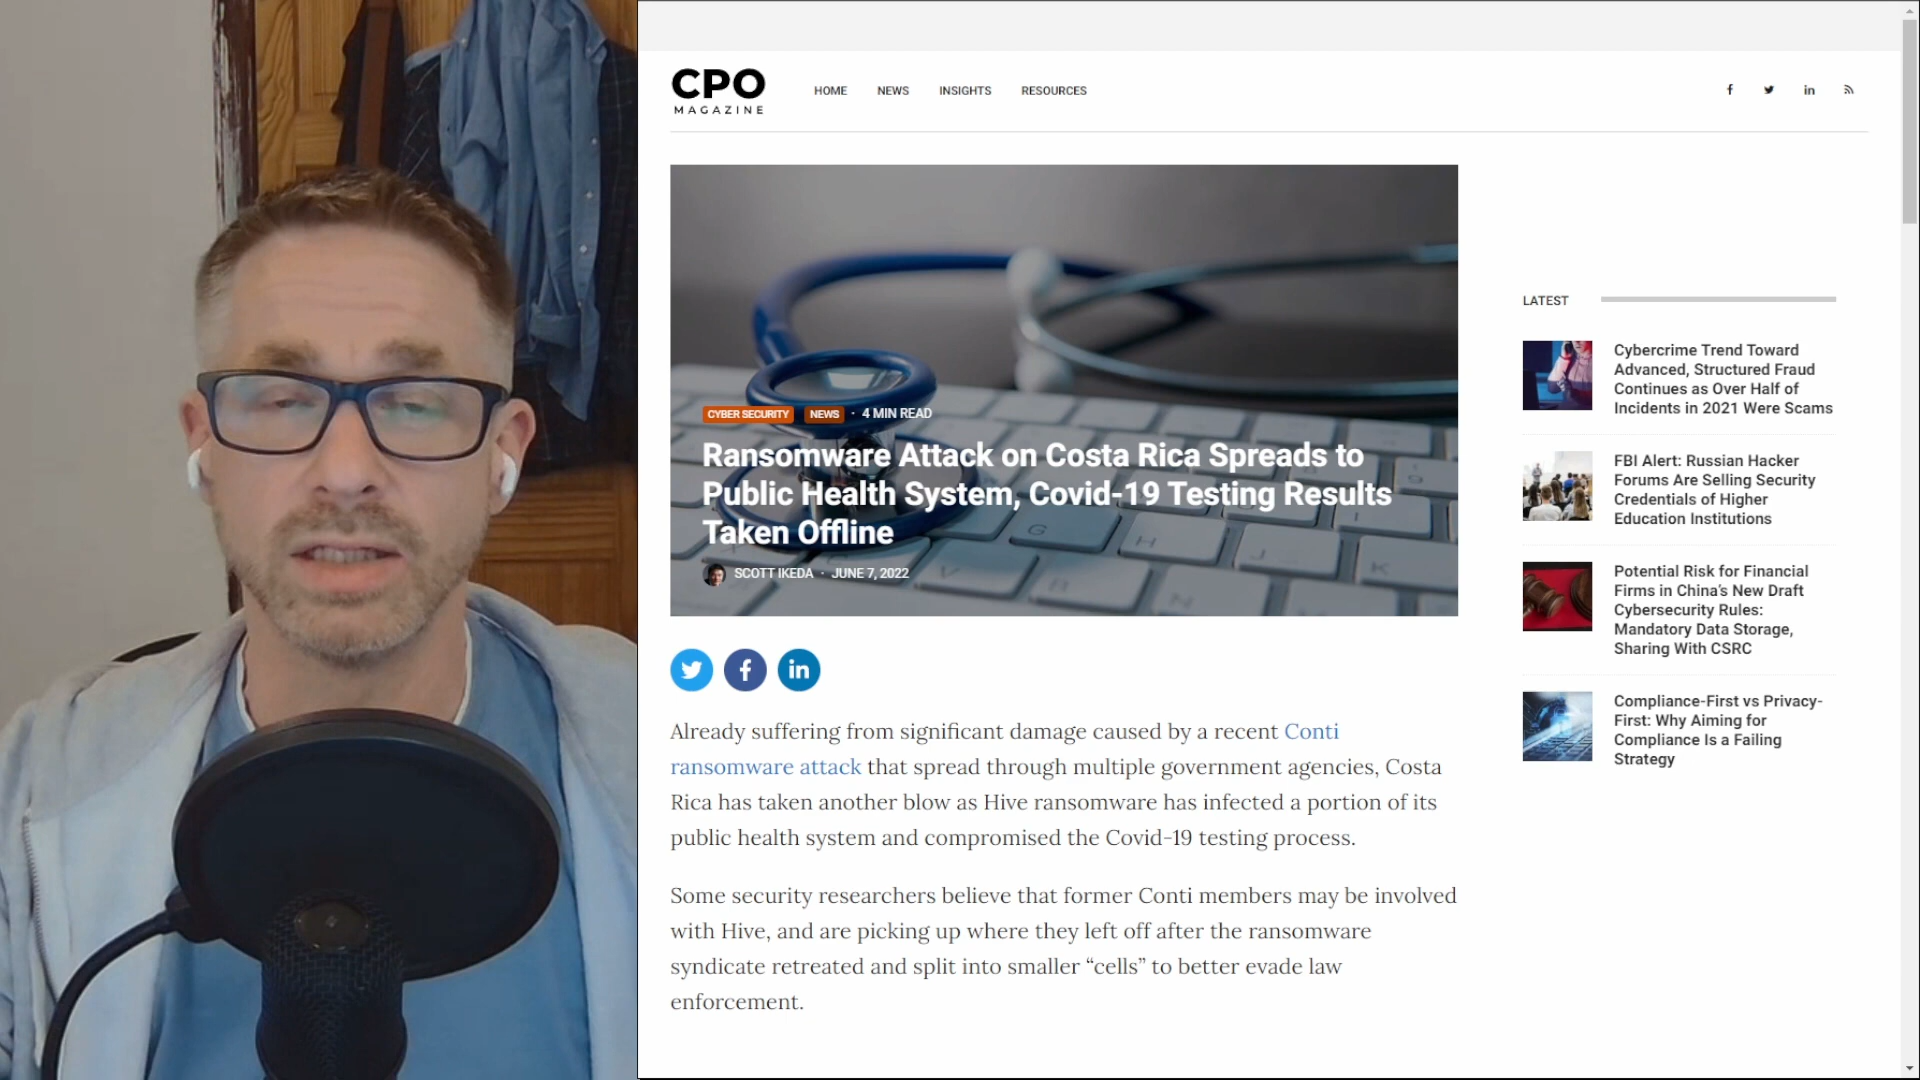 CPO
MAGAZINE
HOME
NEWS
INSIGHTS
RESOURCES
CYBER SECURITY NEWS · 4 MIN READ
Ransomware Attack on Costa Rica Spreads to
Public Health System, Covid-19 Testing Results
Taken Offline
SCOTT IKEDA · JUNE 7, 2022
Already suffering from significant damage caused by a recent Conti
ransomware attack that spread through multiple government agencies, Costa
Rica has taken another blow as Hive ransomware has infected a portion of its
public health system and compromised the Covid-19 testing process.
Some security researchers believe that former Conti members may be involved
with Hive, and are picking up where they left off after the ransomware
syndicate retreated and split into smaller “cells” to better evade law
enforcement.
LATEST
Cybercrime Trend Toward
Advanced, Structured Fraud
Continues as Over Half of
Incidents in 2021 Were Scams
FBI Alert: Russian Hacker
Forums Are Selling Security
Credentials of Higher
Education Institutions
Potential Risk for Financial
Firms in China’s New Draft
Cybersecurity Rules:
Mandatory Data Storage,
Sharing With CSRC
Compliance-First vs Privacy-
First: Why Aiming for
Compliance Is a Failing
Strategy